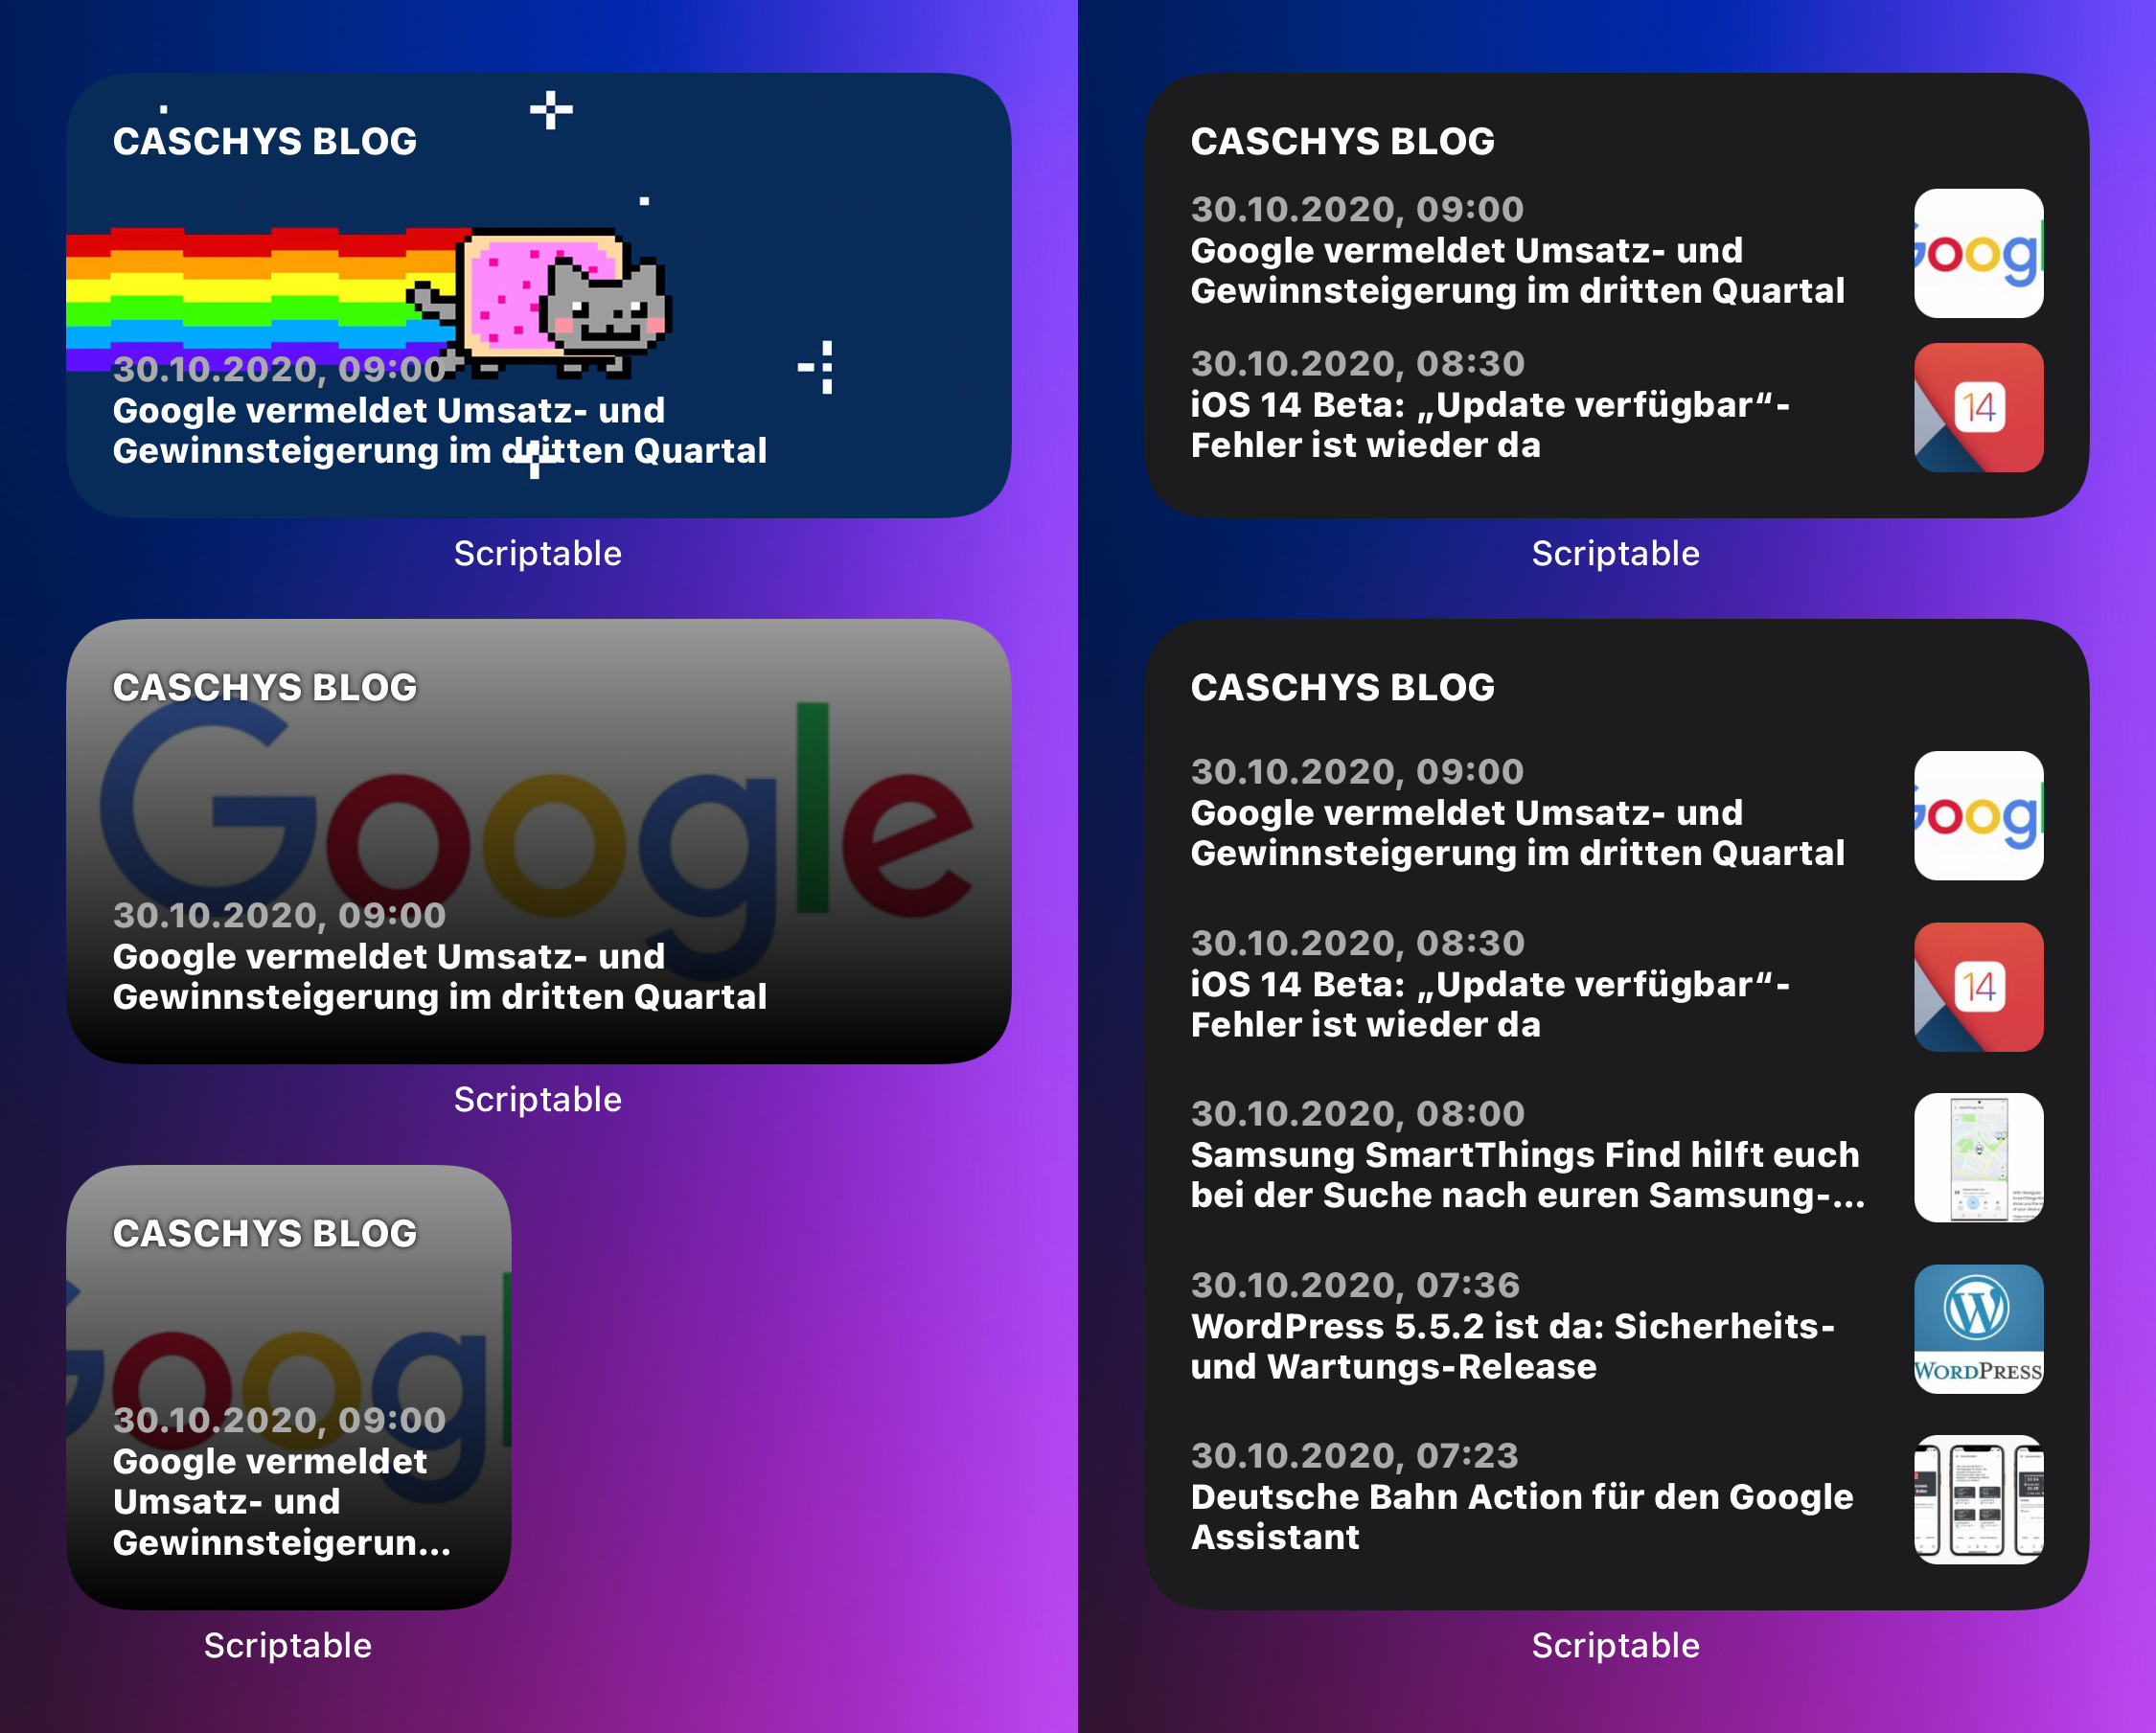 CASCHYS BLOG
30.10.2020, 09:00
Google vermeldet Umsatz- und
Gewinnsteigerung im dritten Quartal
Scriptable
CASCHYS BLOG
Google
30.10.2020, 09:00
Google vermeldet Umsatz- und
Gewinnsteigerung im dritten Quartal
Scriptable
CASCHYS BLOG
Goog
30.10.2020, 09:00
Google vermeldet
Umsatz- und
Gewinnsteigerun...
Scriptable
CASCHYS BLOG
30.10.2020, 09:00
Google vermeldet Umsatz- und
Gewinnsteigerung im dritten Quartal
Goog
30.10.2020, 08:30
iOS 14 Beta: „Update verfügbar“-
Fehler ist wieder da
14
Scriptable
CASCHYS BLOG
30.10.2020, 09:00
Google vermeldet Umsatz- und
Gewinnsteigerung im dritten Quartal
Goog
30.10.2020, 08:30
iOS 14 Beta: „Update verfügbar“-
Fehler ist wieder da
14
30.10.2020, 08:00
Samsung SmartThings Find hilft euch
bei der Suche nach euren Samsung-...
30.10.2020, 07:36
WordPress 5.5.2 ist da: Sicherheits-
und Wartungs-Release
W
WORDPRESS
30.10.2020, 07:23
Deutsche Bahn Action für den Google
Assistant
Scriptable